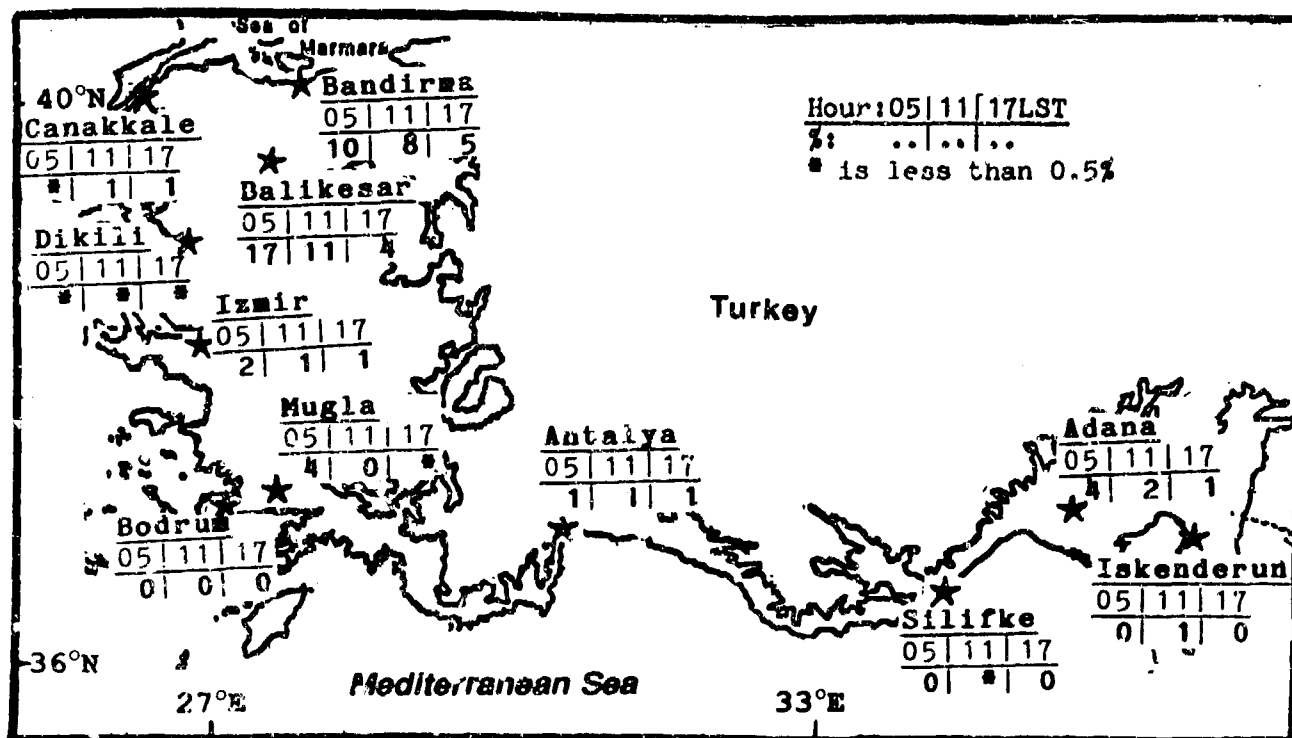 Sea of
Marmara
40°N
Bandirma
05|11|17
10|8|5
Hour:05|11|17LST
%: ..|..|..
* is less than 0.5%
Canakkale
05|11|17
*|1|1
Balikesar
05|11|17
17|11|4
Dikili
05|11|17
*|*|*
Izmir
05|11|17
2|1|1
Turkey
Mugla
05|11|17
4|0|*
Antalya
05|11|17
1|1|1
Adana
05|11|17
4|2|1
Bodrum
05|11|17
0|0|0
Iskenderun
05|11|17
0|1|0
Silifke
05|11|17
0|*|0
36°N
Mediterranean Sea
27°E
33°E